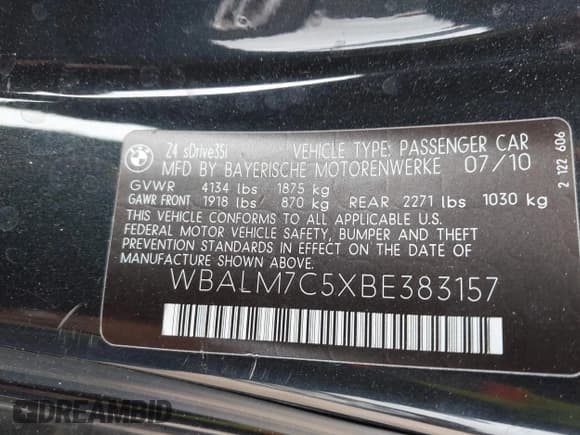 Z4 sDrive35i VEHICLE TYPE: PASSENGER CAR
MFD BY BAYERISCHE MOTORENWERKE 07/10
GVWR 4134 lbs 1875 kg
GAWR FRONT 1918 lbs 870 kg REAR 2271 lbs 1030 kg
THIS VEHICLE CONFORMS TO ALL APPLICABLE U.S.
FEDERAL MOTOR VEHICLE SAFETY, BUMPER AND THEFT
PREVENTION STANDARDS IN EFFECT ON THE DATE OF
MANUFACTURE SHOWN ABOVE.
WBALM7C5XBE383157
2 122 606
DREAMBID